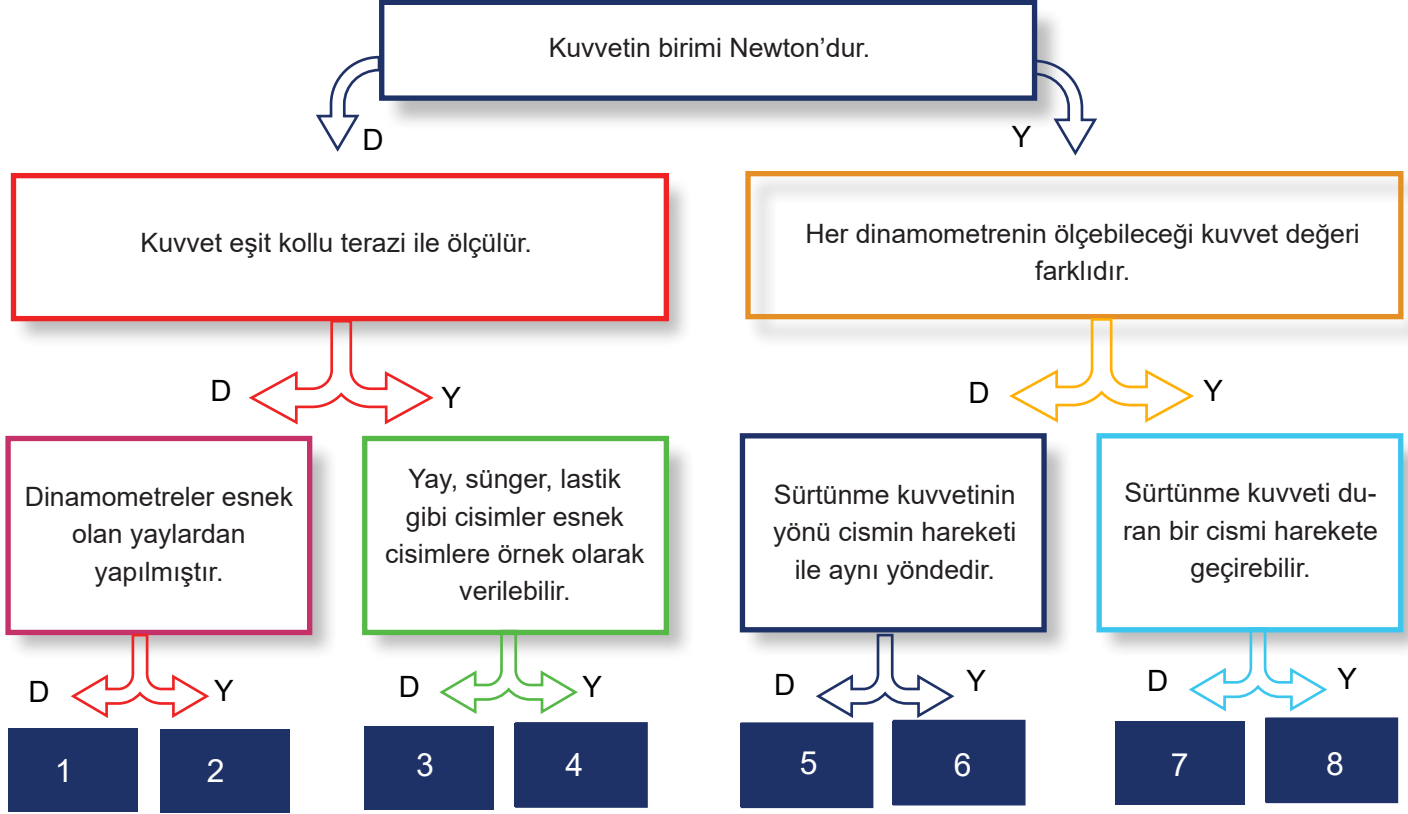 Kuvvetin birimi Newton’dur.
D
Y
Kuvvet eşit kollu terazi ile ölçülür.
Her dinamometrenin ölçebileceği kuvvet değeri
farklıdır.
D
Y
D
Y
Dinamometreler esnek
olan yaylardan
yapılmıştır.
Yay, sünger, lastik
gibi cisimler esnek
cisimlere örnek olarak
verilebilir.
Sürtünme kuvvetinin
yönü cismin hareketi
ile aynı yöndedir.
Sürtünme kuvveti du-
ran bir cismi harekete
geçirebilir.
D
Y
D
Y
D
Y
D
Y
1
2
3
4
5
6
7
8